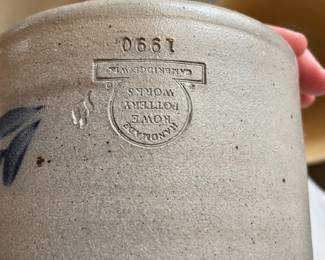 HANDMADE
ROWE
POTTERY
WORKS
CAMBRIDGE, WIS.
1990